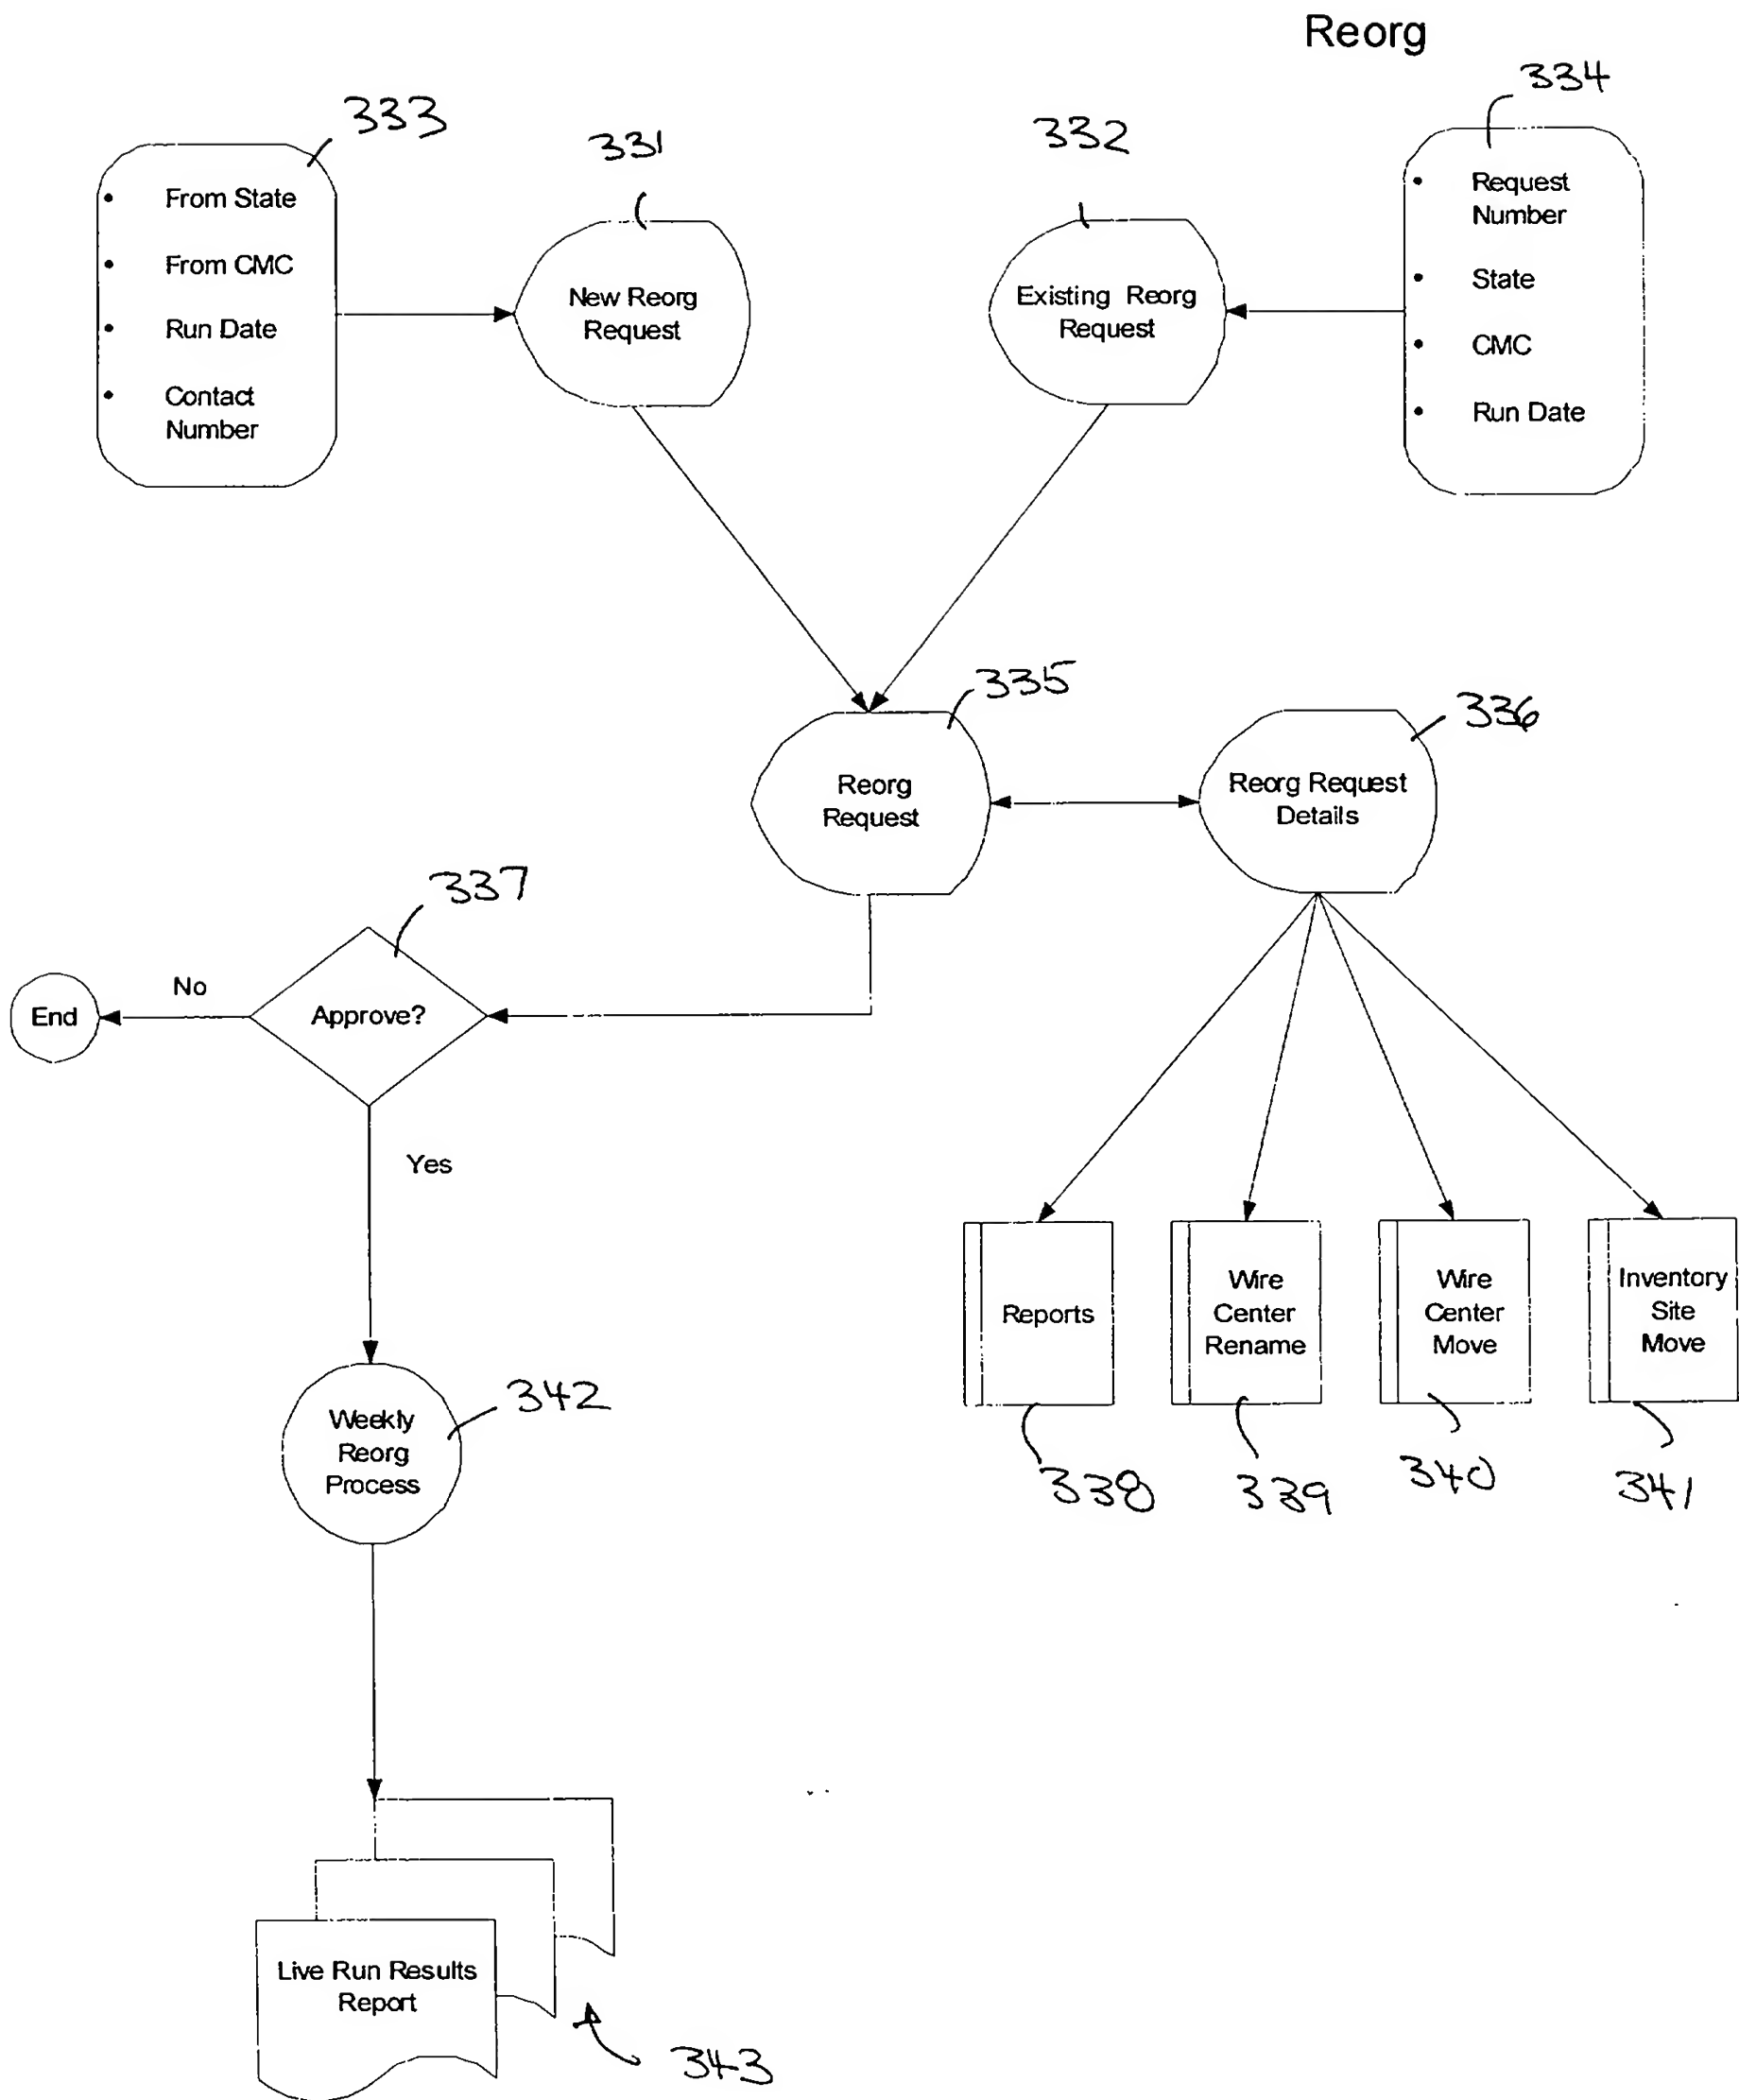 Reorg
334
333
331
332
• From State
• From CMC
• Run Date
• Contact
Number
New Reorg
Request
Existing Reorg
Request
• Request
Number
• State
• CMC
• Run Date
335
336
Reorg
Request
Reorg Request
Details
337
Approve?
No
End
Yes
Reports
Wire
Center
Rename
Wire
Center
Move
Inventory
Site
Move
338
339
340
341
Weekly
Reorg
Process
342
Live Run Results
Report
343